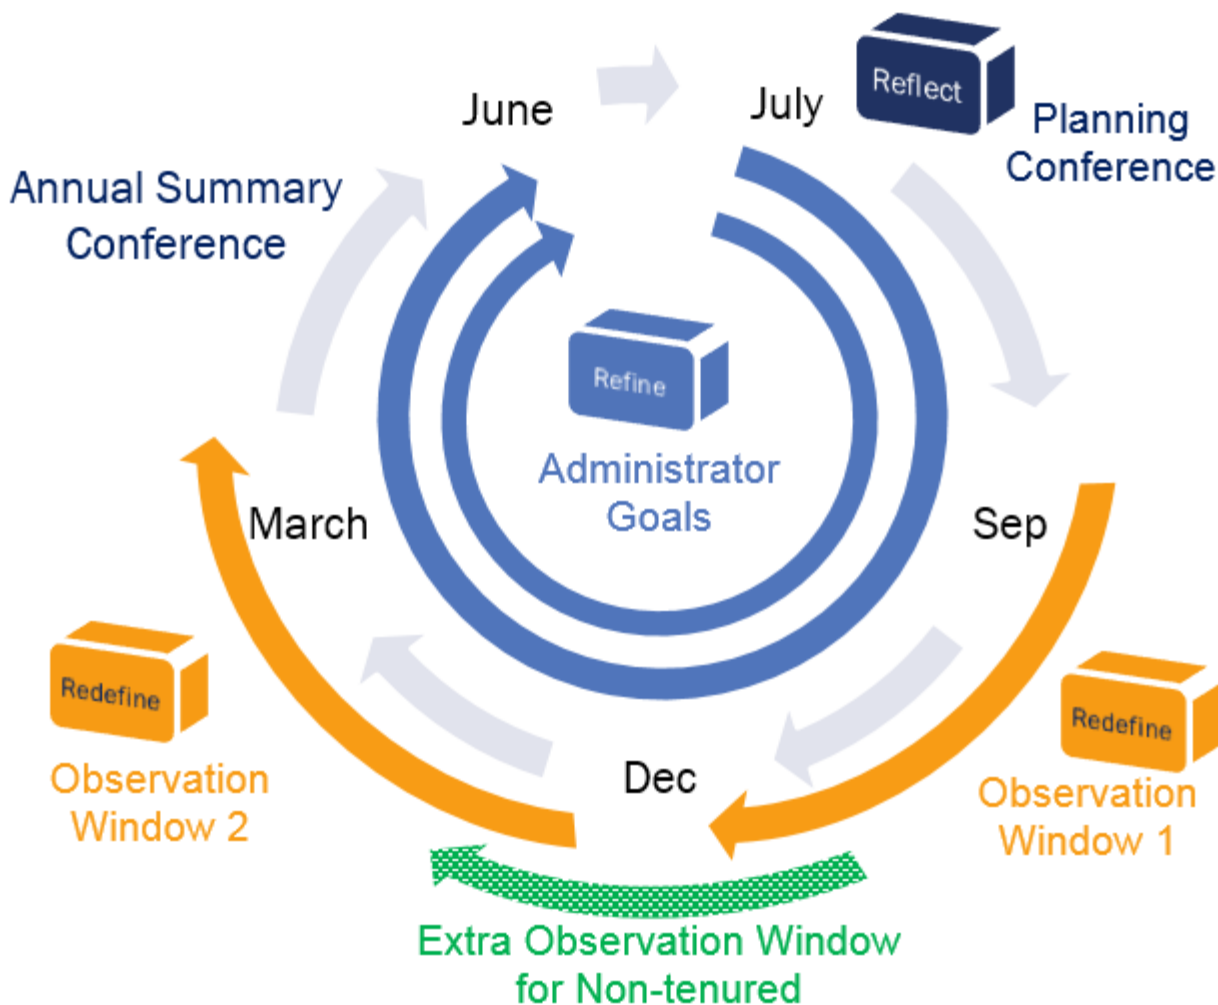 June
July
Reflect
Planning
Conference
Annual Summary
Conference
Refine
Administrator
Goals
March
Sep
Redefine
Observation
Window 2
Dec
Redefine
Observation
Window 1
Extra Observation Window
for Non-tenured